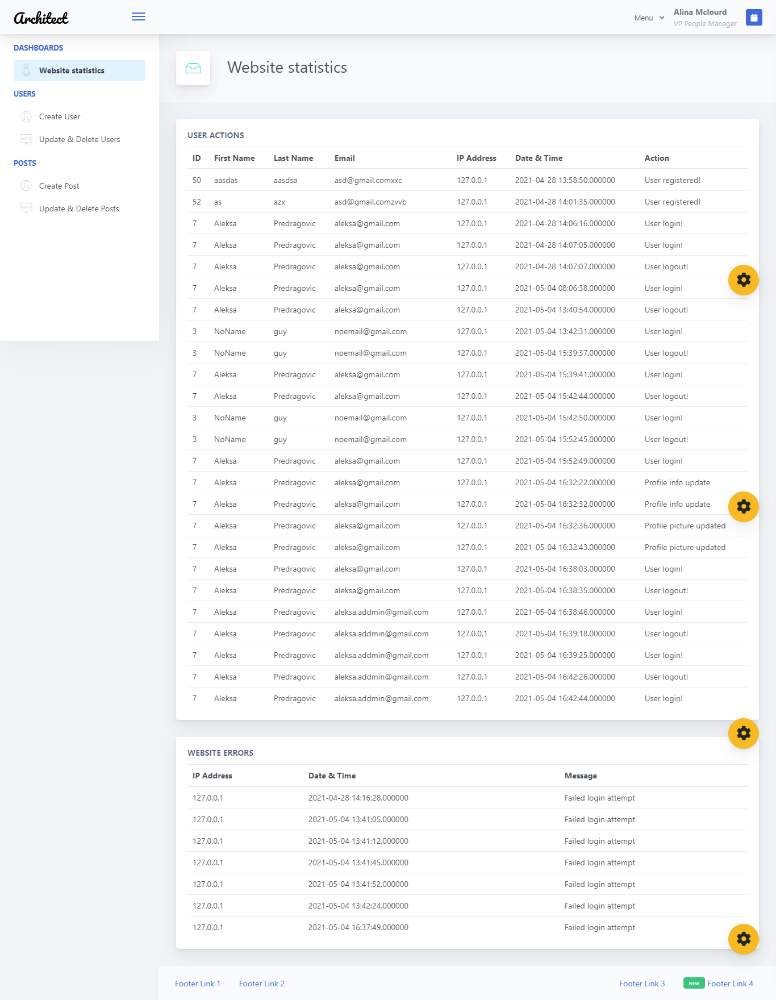 Architect
Menu
Alina Mclourd
VP People Manager
DASHBOARDS
Website statistics
USERS
Create User
Update & Delete Users
POSTS
Create Post
Update & Delete Posts
Website statistics
USER ACTIONS
ID First Name Last Name Email IP Address Date & Time Action
50 aasdas aasdsa asd@gmail.comxxc 127.0.0.1 2021-04-28 13:58:50.000000 User registered!
52 as azx asd@gmail.comzvvb 127.0.0.1 2021-04-28 14:01:35.000000 User registered!
7 Aleksa Predragovic aleksa@gmail.com 127.0.0.1 2021-04-28 14:06:16.000000 User login!
7 Aleksa Predragovic aleksa@gmail.com 127.0.0.1 2021-04-28 14:07:05.000000 User login!
7 Aleksa Predragovic aleksa@gmail.com 127.0.0.1 2021-04-28 14:07:07.000000 User logout!
7 Aleksa Predragovic aleksa@gmail.com 127.0.0.1 2021-05-04 08:06:38.000000 User login!
7 Aleksa Predragovic aleksa@gmail.com 127.0.0.1 2021-05-04 13:40:54.000000 User logout!
3 NoName guy noemail@gmail.com 127.0.0.1 2021-05-04 13:42:31.000000 User login!
3 NoName guy noemail@gmail.com 127.0.0.1 2021-05-04 15:39:37.000000 User logout!
7 Aleksa Predragovic aleksa@gmail.com 127.0.0.1 2021-05-04 15:39:41.000000 User login!
7 Aleksa Predragovic aleksa@gmail.com 127.0.0.1 2021-05-04 15:42:44.000000 User logout!
3 NoName guy noemail@gmail.com 127.0.0.1 2021-05-04 15:42:50.000000 User login!
3 NoName guy noemail@gmail.com 127.0.0.1 2021-05-04 15:52:45.000000 User logout!
7 Aleksa Predragovic aleksa@gmail.com 127.0.0.1 2021-05-04 15:52:49.000000 User login!
7 Aleksa Predragovic aleksa@gmail.com 127.0.0.1 2021-05-04 16:32:22.000000 Profile info update
7 Aleksa Predragovic aleksa@gmail.com 127.0.0.1 2021-05-04 16:32:32.000000 Profile info update
7 Aleksa Predragovic aleksa@gmail.com 127.0.0.1 2021-05-04 16:32:36.000000 Profile picture updated
7 Aleksa Predragovic aleksa@gmail.com 127.0.0.1 2021-05-04 16:32:43.000000 Profile picture updated
7 Aleksa Predragovic aleksa@gmail.com 127.0.0.1 2021-05-04 16:38:03.000000 User login!
7 Aleksa Predragovic aleksa@gmail.com 127.0.0.1 2021-05-04 16:38:35.000000 User logout!
7 Aleksa Predragovic aleksa.addmin@gmail.com 127.0.0.1 2021-05-04 16:38:46.000000 User login!
7 Aleksa Predragovic aleksa.addmin@gmail.com 127.0.0.1 2021-05-04 16:39:18.000000 User logout!
7 Aleksa Predragovic aleksa.addmin@gmail.com 127.0.0.1 2021-05-04 16:39:25.000000 User login!
7 Aleksa Predragovic aleksa.addmin@gmail.com 127.0.0.1 2021-05-04 16:42:26.000000 User logout!
7 Aleksa Predragovic aleksa.addmin@gmail.com 127.0.0.1 2021-05-04 16:42:44.000000 User login!
WEBSITE ERRORS
IP Address Date & Time Message
127.0.0.1 2021-04-28 14:16:28.000000 Failed login attempt
127.0.0.1 2021-05-04 13:41:05.000000 Failed login attempt
127.0.0.1 2021-05-04 13:41:12.000000 Failed login attempt
127.0.0.1 2021-05-04 13:41:45.000000 Failed login attempt
127.0.0.1 2021-05-04 13:41:52.000000 Failed login attempt
127.0.0.1 2021-05-04 13:42:24.000000 Failed login attempt
127.0.0.1 2021-05-04 16:37:49.000000 Failed login attempt
Footer Link 1 Footer Link 2 Footer Link 3 NEW Footer Link 4